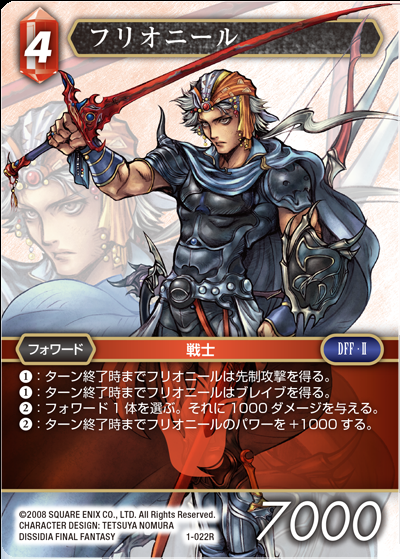 4
フリオニール
フォワード
戦士
DFF・II
❶：ターン終了時までフリオニールは先制攻撃を得る。
❶：ターン終了時までフリオニールはブレイブを得る。
❷：フォワード1体を選ぶ。それに1000ダメージを与える。
❷：ターン終了時までフリオニールのパワーを+1000する。
©2008 SQUARE ENIX CO., LTD. All Rights Reserved.
CHARACTER DESIGN: TETSUYA NOMURA
DISSIDIA FINAL FANTASY
1-022R
7000